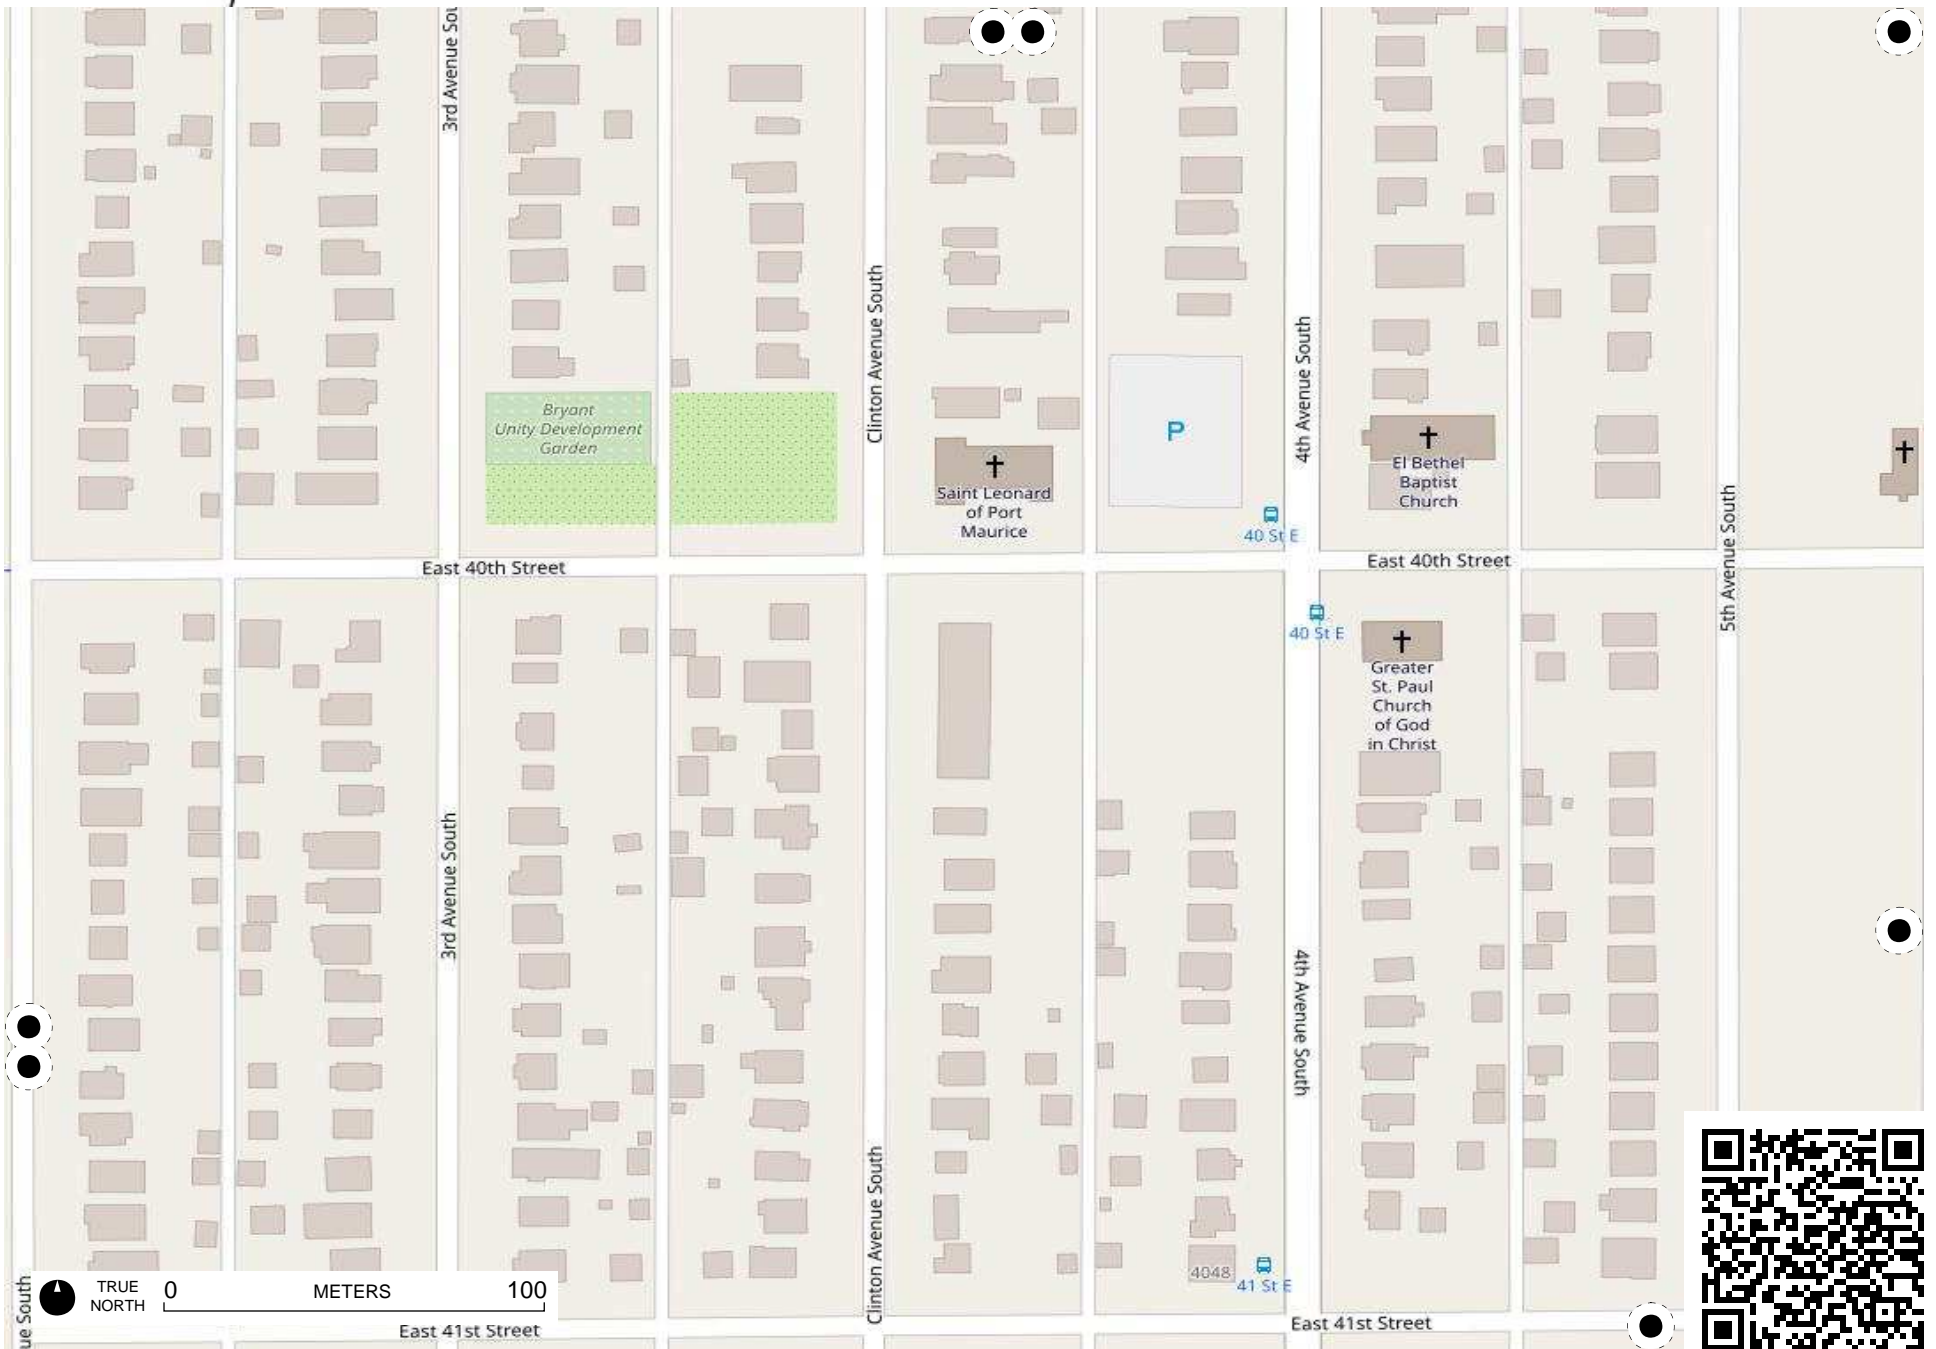 3rd Avenue Sou
Clinton Avenue South
4th Avenue South
Bryant
Unity Development
Garden
P
Saint Leonard
of Port
Maurice
El Bethel
Baptist
Church
40 St E
East 40th Street
East 40th Street
5th Avenue South
40 St E
Greater
St. Paul
Church
of God
in Christ
3rd Avenue South
4th Avenue South
Clinton Avenue South
4048
41 St E
ue South
TRUE
NORTH
0 METERS 100
East 41st Street
East 41st Street